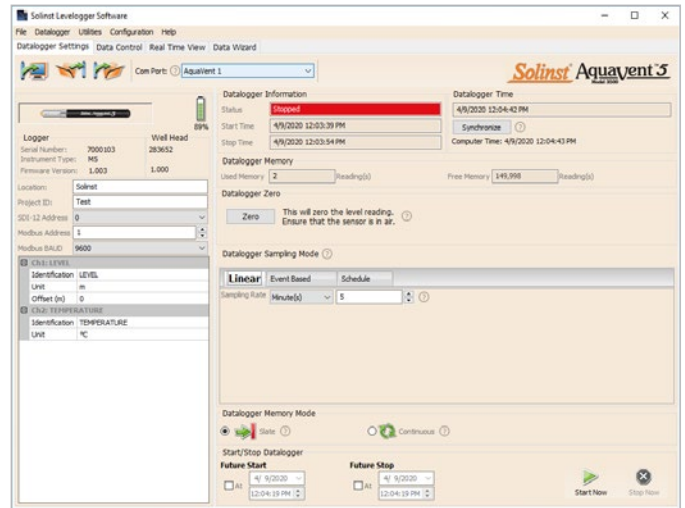 Solinst Levelogger Software
File Datalogger Utilities Configuration Help
Datalogger Settings Data Control Real Time View Data Wizard
Com Port: AquaVent 1
Solinst Aquavent 5
89%
Logger Well Head
Serial Number: 7000103 283652
Instrument Type: M5
Firmware Version: 1.003 1.000
Location: Solinst
Project ID: Test
SDI-12 Address 0
Modbus Address 1
Modbus BAUD 9600
Ch1: LEVEL
Identification LEVEL
Unit m
Offset (m) 0
Ch2: TEMPERATURE
Identification TEMPERATURE
Unit ºC
Datalogger Information
Status Stopped
Start Time 4/9/2020 12:03:39 PM
Stop Time 4/9/2020 12:03:54 PM
Datalogger Time
4/9/2020 12:04:42 PM
Synchronize
Computer Time: 4/9/2020 12:04:43 PM
Datalogger Memory
Used Memory 2 Reading(s) Free Memory 149,998 Reading(s)
Datalogger Zero
Zero This will zero the level reading.
Ensure that the sensor is in air.
Datalogger Sampling Mode
Linear Event Based Schedule
Sampling Rate Minute(s) 5
Datalogger Memory Mode
Slate Continuous
Start/Stop Datalogger
Future Start Future Stop
At 4/ 9/2020 At 4/ 9/2020
12:04:19 PM 12:04:19 PM
Start Now Stop Now